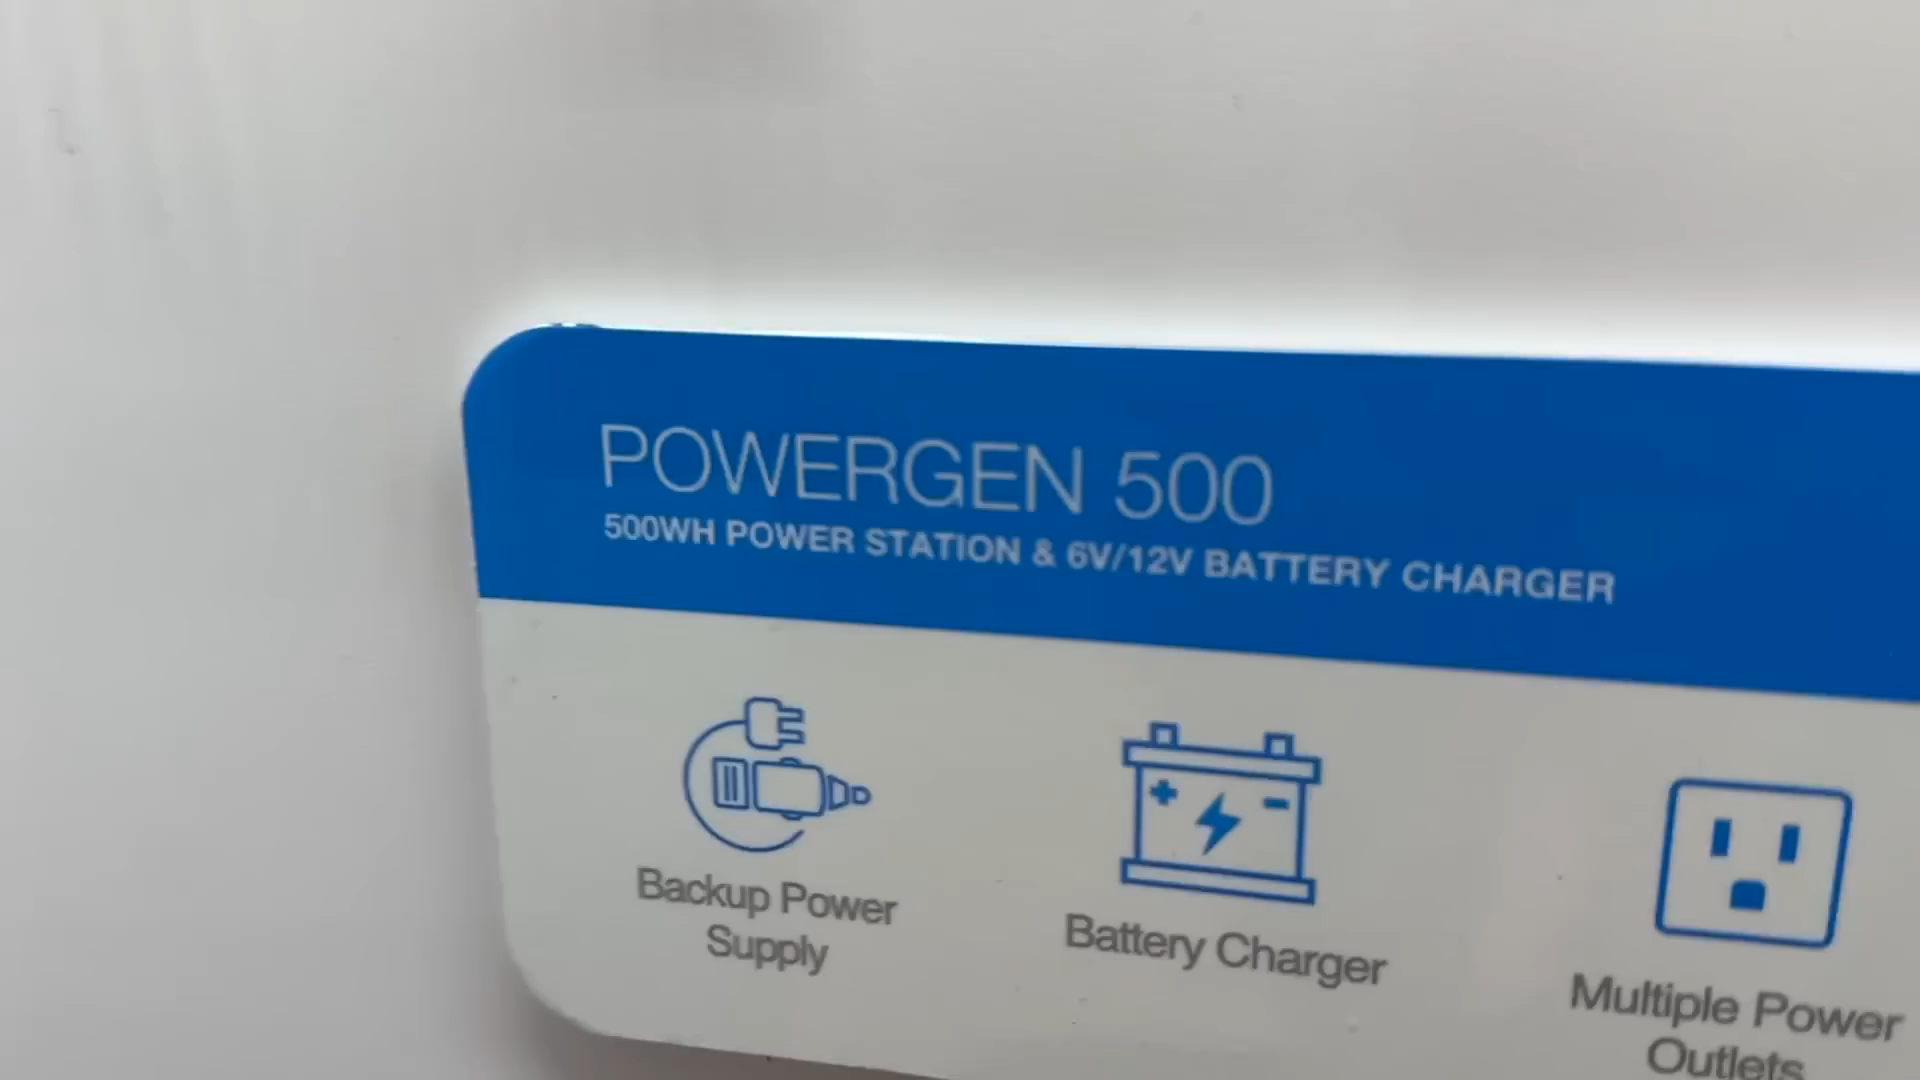 POWERGEN 500
500WH POWER STATION & 6V/12V BATTERY CHARGER
Backup Power
Supply
Battery Charger
Multiple Power
Outlets